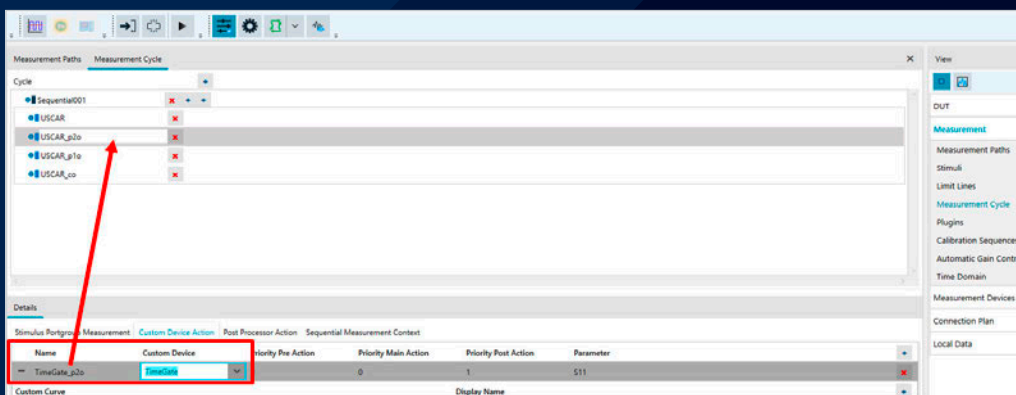 Measurement Paths Measurement Cycle
View
Cycle
Sequential001
USCAR
USCAR_p2o
USCAR_p1o
USCAR_co
DUT
Measurement
Measurement Paths
Stimuli
Limit Lines
Measurement Cycle
Plugins
Calibration Sequences
Automatic Gain Contr
Time Domain
Measurement Devices
Connection Plan
Local Data
Details
Stimulus Portgroup Measurement Custom Device Action Post Processor Action Sequential Measurement Context
Name Custom Device Priority Pre Action Priority Main Action Priority Post Action Parameter
TimeGate_p2o TimeGate 0 1 S11
Custom Curve Display Name